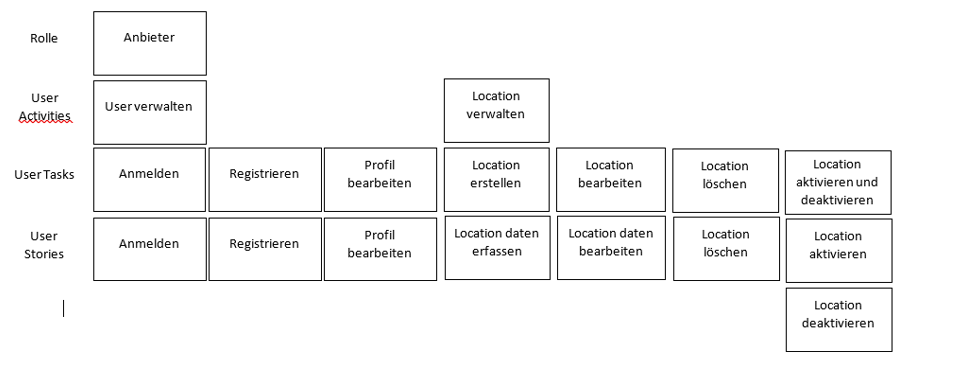 Rolle
Anbieter
User
Activities
User verwalten
Location
verwalten
User Tasks
Anmelden
Registrieren
Profil
bearbeiten
Location
erstellen
Location
bearbeiten
Location
löschen
Location
aktivieren und
deaktivieren
User
Stories
Anmelden
Registrieren
Profil
bearbeiten
Location daten
erfassen
Location daten
bearbeiten
Location
löschen
Location
aktivieren
Location
deaktivieren